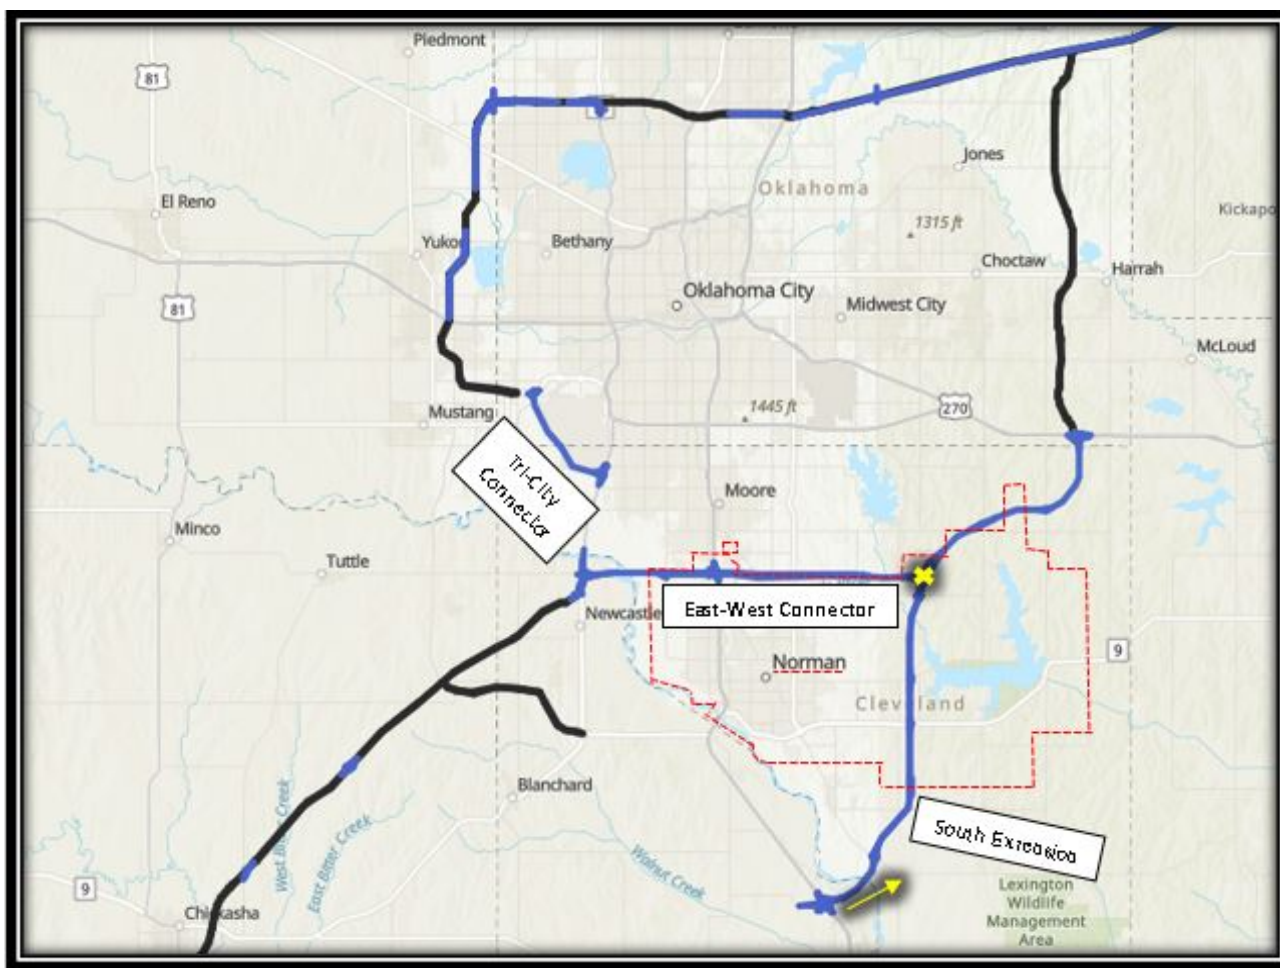 Piedmont
81
Jones
Oklahoma
El Reno
Kickapo
1315 ft
Yukon
Bethany
Choctaw
Harrah
Oklahoma City
Midwest City
81
McLoud
Mustang
1445 ft
270
Tri-City
Connector
Moore
Minco
Tuttle
Newcastle
East-West Connector
9
Norman
Cleveland
Blanchard
West Bitter Creek
East Bitter Creek
South Extension
Walnut Creek
9
Lexington
Wildlife
Management
Area
Chickasha